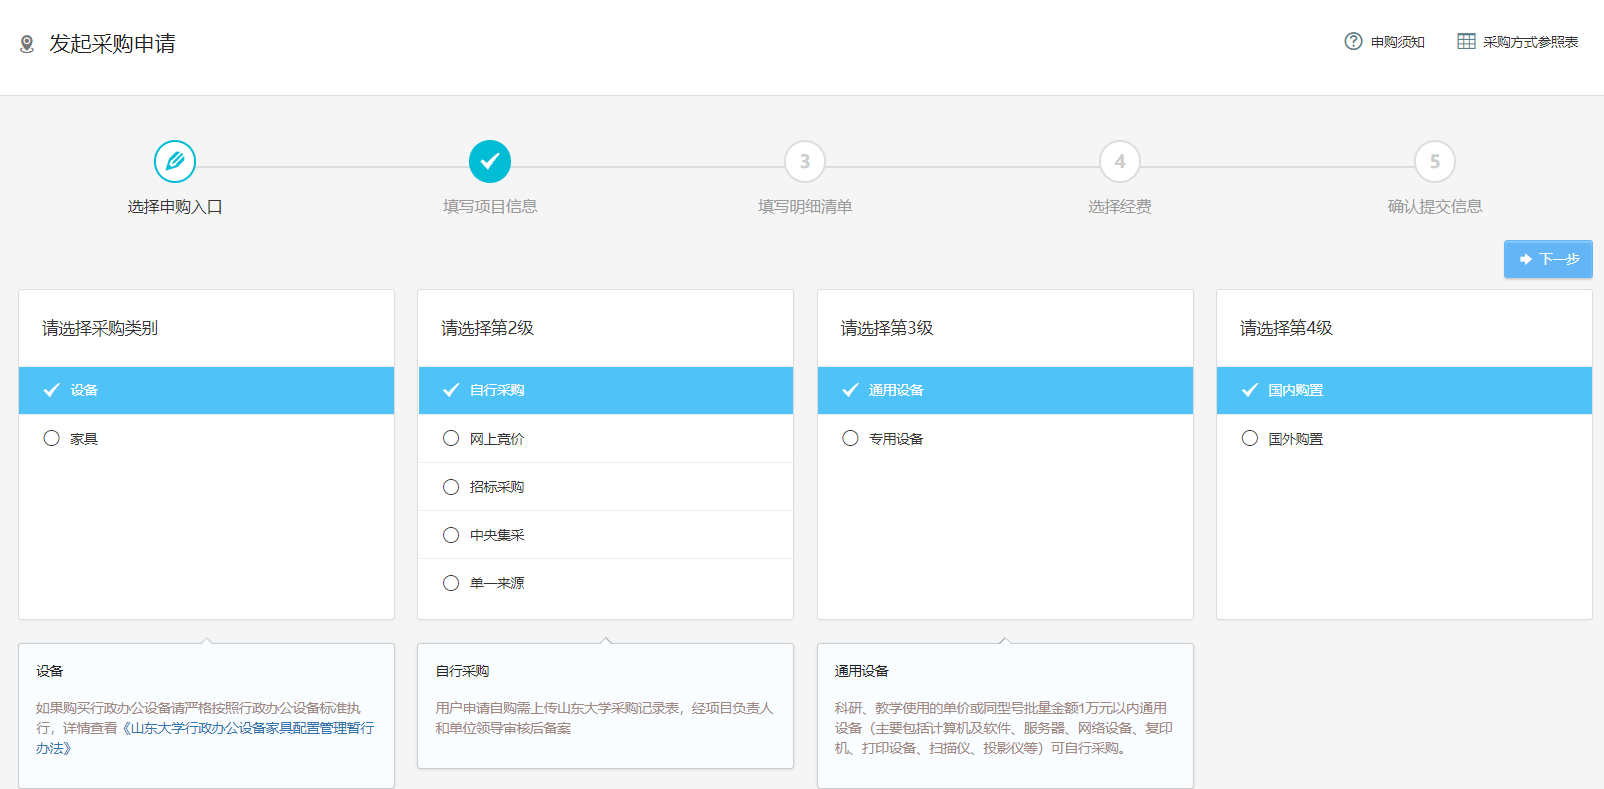 发起采购申请
申购须知
采购方式参照表
3
4
5
选择申购入口
填写项目信息
填写明细清单
选择经费
确认提交信息
下一步
请选择采购类别
设备
家具
请选择第2级
自行采购
网上竞价
招标采购
中央集采
单一来源
请选择第3级
通用设备
专用设备
请选择第4级
国内购置
国外购置
设备
如果购买行政办公设备请严格按照行政办公设备标准执
行，详情查看《山东大学行政办公设备家具配置管理暂行
办法》
自行采购
用户申请自购需上传山东大学采购记录表，经项目负责人
和单位领导审核后备案
通用设备
科研、教学使用的单价或同型号批量金额1万元以内通用
设备（主要包括计算机及软件、服务器、网络设备、复印
机、打印设备、扫描仪、投影仪等）可自行采购。